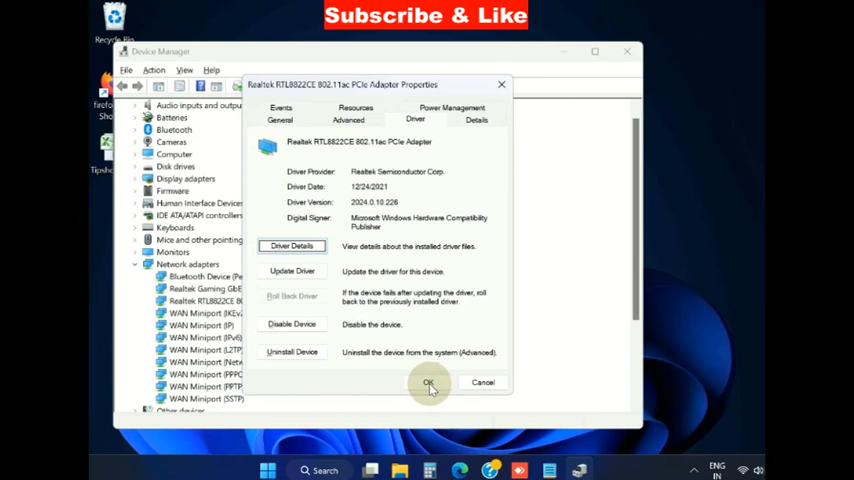 Subscribe & Like
Recycle Bin
Device Manager
File Action View Help
Realtek RTL8822CE 802.11ac PCIe Adapter Properties
Events Resources Power Management
General Advanced Driver Details
Realtek RTL8822CE 802.11ac PCIe Adapter
Driver Provider: Realtek Semiconductor Corp.
Driver Date: 12/24/2021
Driver Version: 2024.0.10.226
Digital Signer: Microsoft Windows Hardware Compatibility
Publisher
Driver Details View details about the installed driver files.
Update Driver Update the driver for this device.
Roll Back Driver If the device fails after updating the driver, roll
back to the previously installed driver.
Disable Device Disable the device.
Uninstall Device Uninstall the device from the system (Advanced).
OK Cancel
firefo
Sho
Tipsh
Audio inputs and outpu
Batteries
Bluetooth
Cameras
Computer
Disk drives
Display adapters
Firmware
Human Interface Devices
IDE ATA/ATAPI controllers
Keyboards
Mice and other pointing
Monitors
Network adapters
Bluetooth Device (Pe
Realtek Gaming GbE
Realtek RTL8822CE 8
WAN Miniport (IKEv
WAN Miniport (IP)
WAN Miniport (IPv6)
WAN Miniport (L2TP)
WAN Miniport (Netw
WAN Miniport (PPPO
WAN Miniport (PPTP)
WAN Miniport (SSTP)
Other devices
Search
ENG
IN